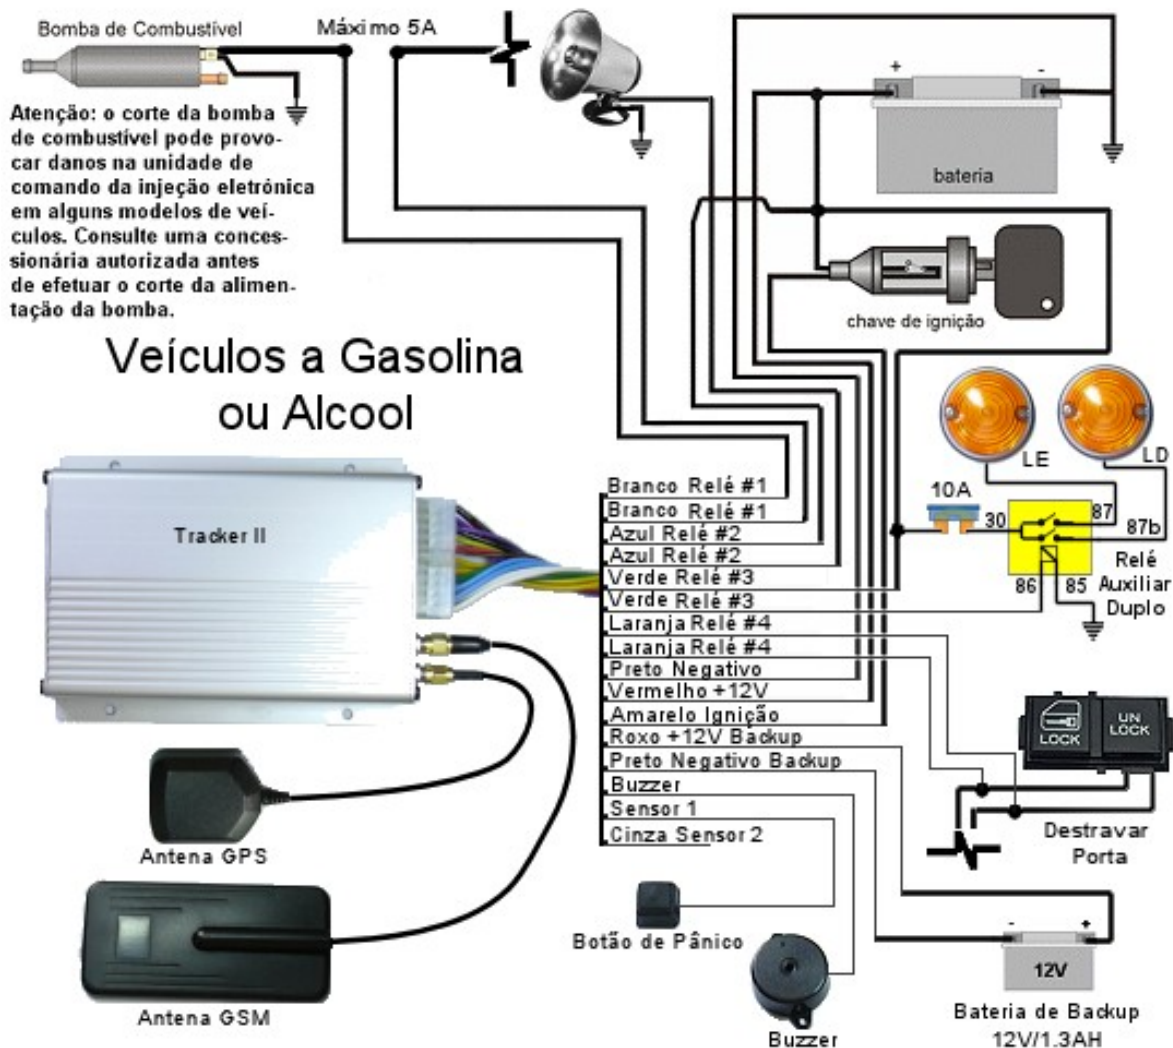 Bomba de Combustível
Máximo 5A
Atenção: o corte da bomba
de combustível pode provo-
car danos na unidade de
comando da injeção eletrónica
em alguns modelos de veí-
culos. Consulte uma conces-
sionária autorizada antes
de efetuar o corte da alimen-
tação da bomba.
+
-
bateria
chave de ignição
Veículos a Gasolina
ou Alcool
LE
LD
10A
30
87
87b
86
85
Relé
Auxiliar
Duplo
Tracker II
Branco Relé #1
Branco Relé #1
Azul Relé #2
Azul Relé #2
Verde Relé #3
Verde Relé #3
Laranja Relé #4
Laranja Relé #4
Preto Negativo
Vermelho +12V
Amarelo Ignição
Roxo +12V Backup
Preto Negativo Backup
Buzzer
Sensor 1
Cinza Sensor 2
LOCK
UN
LOCK
Destravar
Porta
Antena GPS
Antena GSM
Botão de Pânico
Buzzer
-
+
12V
Bateria de Backup
12V/1.3AH